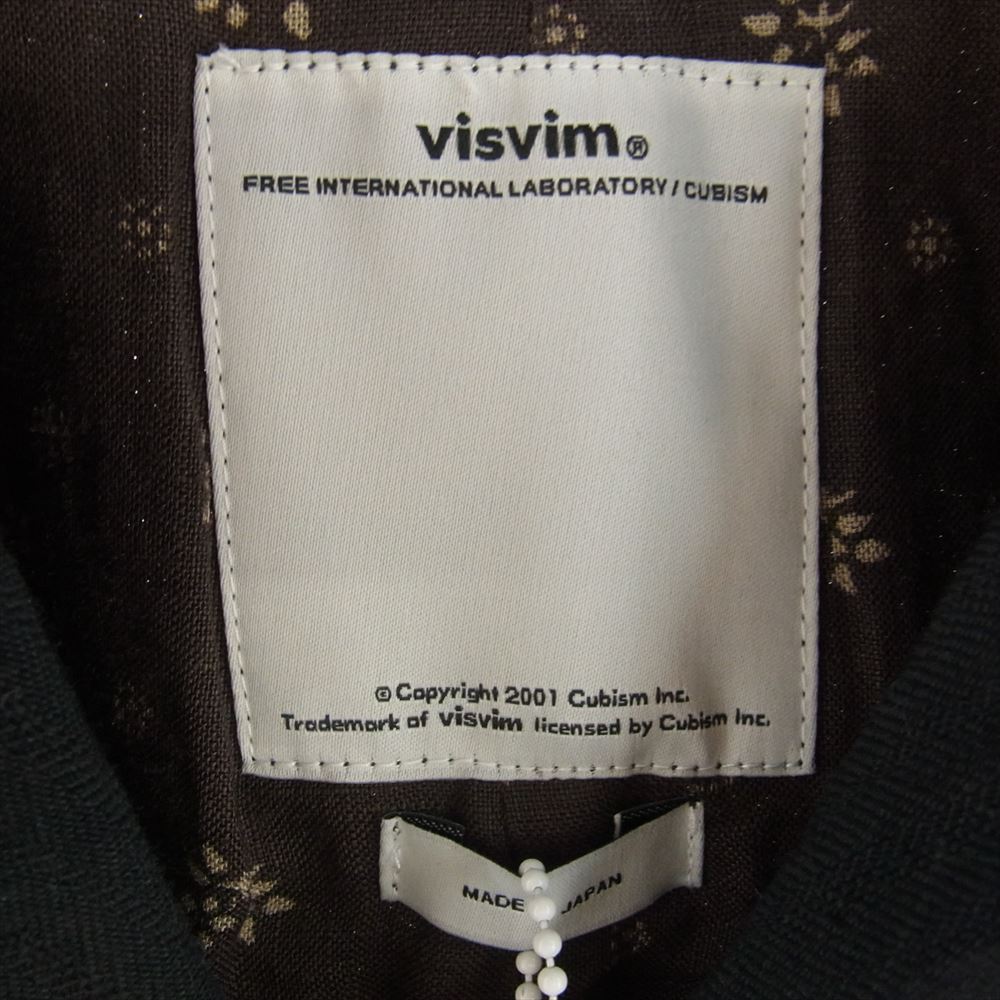 visvim®
FREE INTERNATIONAL LABORATORY / CUBISM
© Copyright 2001 Cubism Inc.
Trademark of visvim licensed by Cubism Inc.
MADE JAPAN